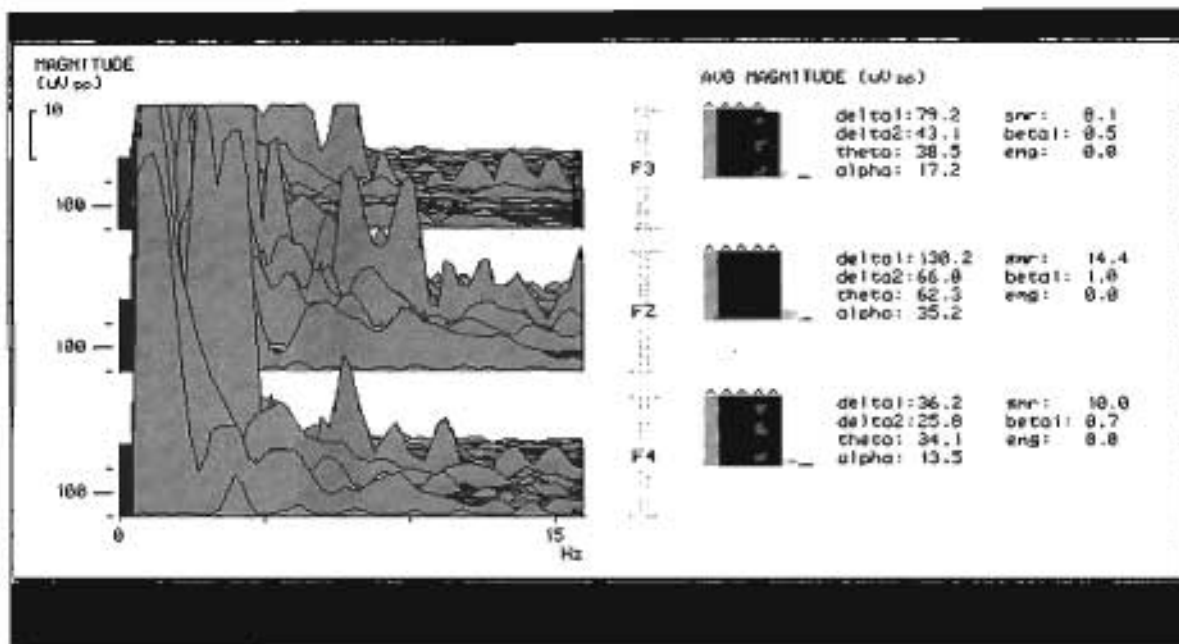 MAGNITUDE
(uV pp)
10
100
100
100
0 15
Hz
AVG MAGNITUDE (uV pp)
F3
delta1:79.2 smr: 8.1
delta2:43.1 beta1: 0.5
theta: 38.5 emg: 0.0
alpha: 17.2
FZ
delta1:130.2 smr: 14.4
delta2:66.0 beta1: 1.0
theta: 62.3 emg: 0.0
alpha: 35.2
F4
delta1:36.2 smr: 10.0
delta2:25.8 beta1: 0.7
theta: 34.1 emg: 0.0
alpha: 13.5